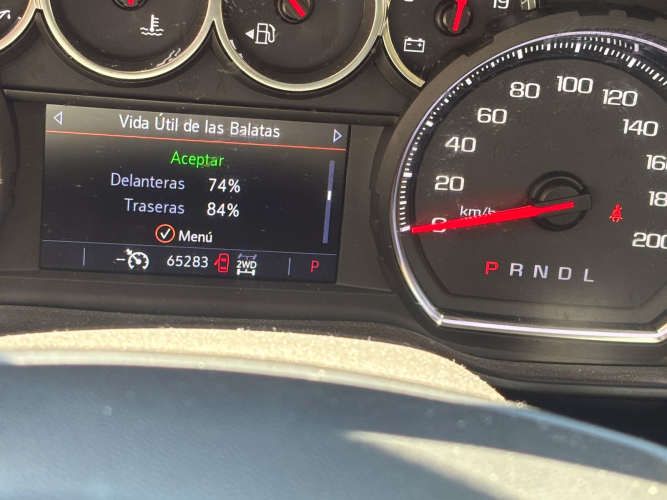 19
Vida Útil de las Balatas
Aceptar
Delanteras 74%
Traseras 84%
Menú
65283 2WD P
0 20 40 60 80 100 120 140 200
km/h
P R N D L